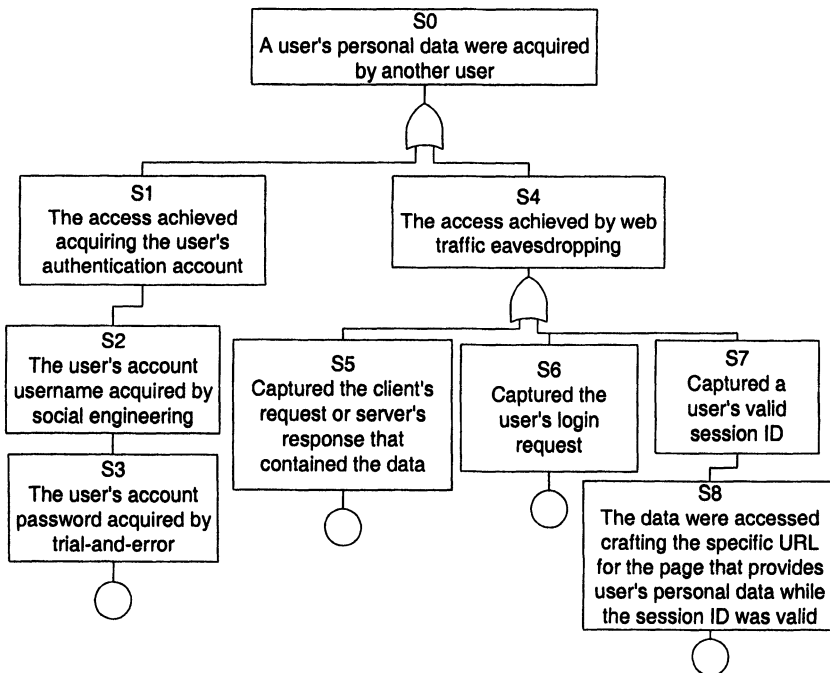 S0
A user's personal data were acquired
by another user
S1
The access achieved
acquiring the user's
authentication account
S4
The access achieved by web
traffic eavesdropping
S2
The user's account
username acquired by
social engineering
S5
Captured the client's
request or server's
response that
contained the data
S6
Captured the
user's login
request
S7
Captured a
user's valid
session ID
S3
The user's account
password acquired by
trial-and-error
S8
The data were accessed
crafting the specific URL
for the page that provides
user's personal data while
the session ID was valid